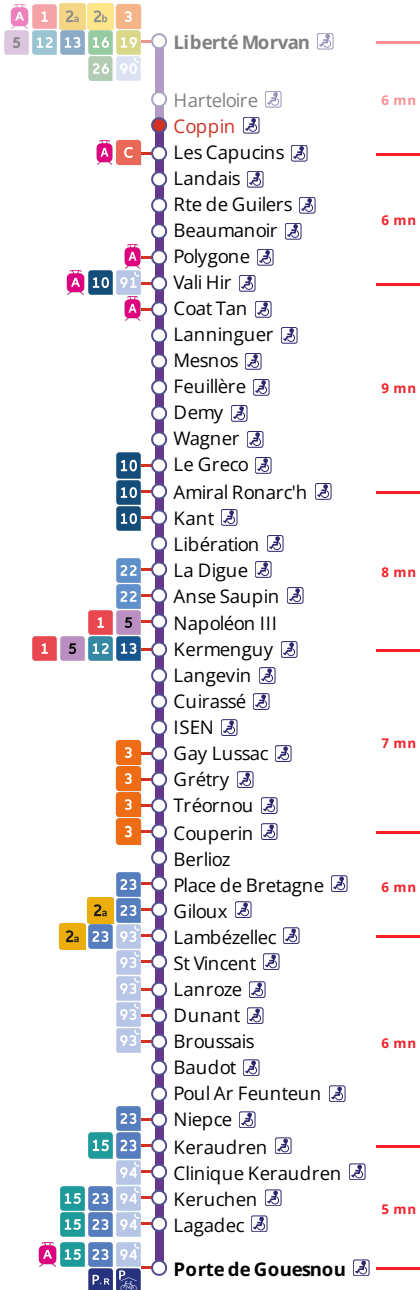 A 1 2a 2b 3
5 12 13 16 19 Liberté Morvan
26 90
Harteloire
6 mn
Coppin
A C Les Capucins
Landais
Rte de Guilers
6 mn
Beaumanoir
A Polygone
A 10 91 Vali Hir
A Coat Tan
Lanninguer
Mesnos
Feuillère
9 mn
Demy
Wagner
10 Le Greco
10 Amiral Ronarc'h
10 Kant
Libération
22 La Digue
8 mn
22 Anse Saupin
1 5 Napoléon III
1 5 12 13 Kermenguy
Langevin
Cuirassé
ISEN
7 mn
3 Gay Lussac
3 Grétry
3 Tréornou
3 Couperin
Berlioz
23 Place de Bretagne
6 mn
2a 23 Giloux
2a 23 93 Lambézellec
93 St Vincent
93 Lanroze
93 Dunant
93 Broussais
6 mn
Baudot
Poul Ar Feunteun
23 Niepce
15 23 Keraudren
94 Clinique Keraudren
15 23 94 Keruchen
5 mn
15 23 94 Lagadec
A 15 23 94 Porte de Gouesnou
P+R P